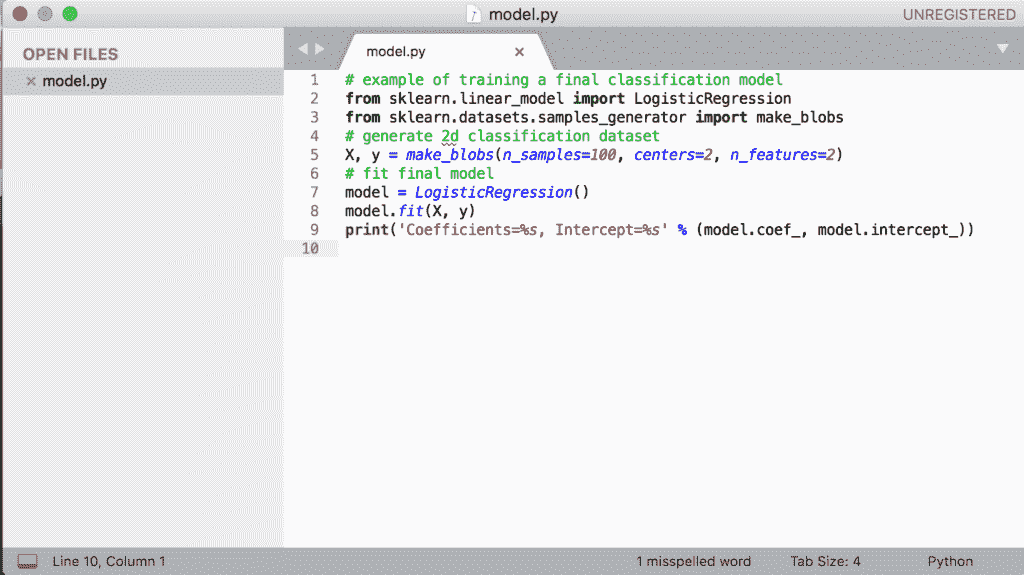 model.py
UNREGISTERED
OPEN FILES
model.py
model.py
1 # example of training a final classification model
2 from sklearn.linear_model import LogisticRegression
3 from sklearn.datasets.samples_generator import make_blobs
4 # generate 2d classification dataset
5 X, y = make_blobs(n_samples=100, centers=2, n_features=2)
6 # fit final model
7 model = LogisticRegression()
8 model.fit(X, y)
9 print('Coefficients=%s, Intercept=%s' % (model.coef_, model.intercept_))
10
Line 10, Column 1
1 misspelled word
Tab Size: 4
Python